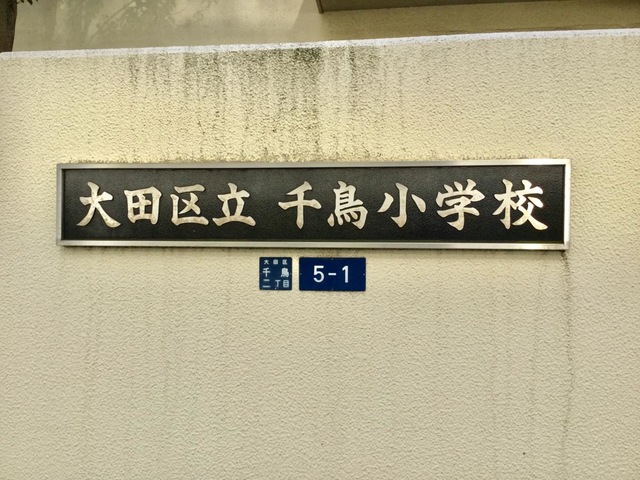 大田区立 千鳥小学校
大田区
千鳥
二丁目
5-1